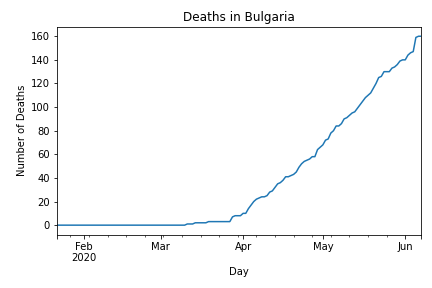 Deaths in Bulgaria
Number of Deaths
160
140
120
100
80
60
40
20
0
Feb
2020
Mar
Apr
May
Jun
Day